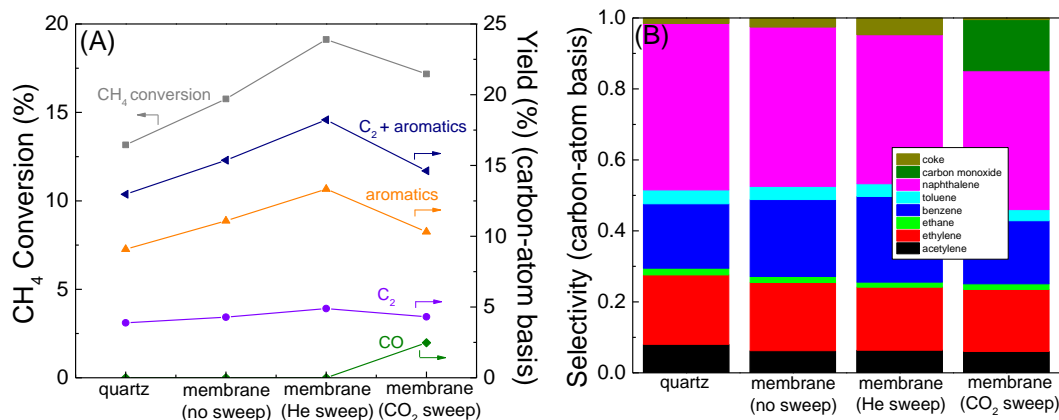 (A)
CH₄ Conversion (%)
20
15
10
5
0
CH₄ conversion
C₂ + aromatics
aromatics
C₂
CO
25
20
15
10
5
0
Yield (%) (carbon-atom basis)
quartz
membrane
(no sweep)
membrane
(He sweep)
membrane
(CO₂ sweep)
(B)
Selectivity (carbon-atom basis)
1.0
0.8
0.6
0.4
0.2
0.0
coke
carbon monoxide
naphthalene
toluene
benzene
ethane
ethylene
acetylene
quartz
membrane
(no sweep)
membrane
(He sweep)
membrane
(CO₂ sweep)